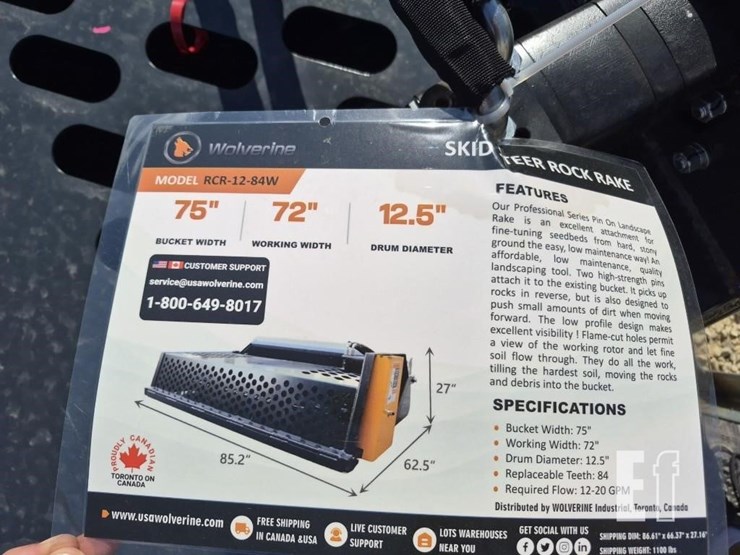 Wolverine
SKID TEER ROCK RAKE
MODEL RCR-12-84W
75"
BUCKET WIDTH
72"
WORKING WIDTH
12.5"
DRUM DIAMETER
CUSTOMER SUPPORT
service@usawolverine.com
1-800-649-8017
FEATURES
Our Professional Series Pin On Landscape
Rake is an excellent attachment for
fine-tuning seedbeds from hard, stony
ground the easy, low maintenance way! An
affordable, low maintenance, quality
landscaping tool. Two high-strength pins
attach it to the existing bucket. It picks up
rocks in reverse, but is also designed to
push small amounts of dirt when moving
forward. The low profile design makes
excellent visibility ! Flame-cut holes permit
a view of the working rotor and let fine
soil flow through. They do all the work,
tilling the hardest soil, moving the rocks
and debris into the bucket.
27"
85.2"
62.5"
PROUDLY CANADIAN
TORONTO ON
CANADA
SPECIFICATIONS
• Bucket Width: 75"
• Working Width: 72"
• Drum Diameter: 12.5"
• Replaceable Teeth: 84
• Required Flow: 12-20 GPM
Distributed by WOLVERINE Industrial, Toronto, Canada
Ef
www.usawolverine.com
FREE SHIPPING
IN CANADA &USA
LIVE CUSTOMER
SUPPORT
LOTS WAREHOUSES
NEAR YOU
GET SOCIAL WITH US
SHIPPING DIM: 86.61" x 66.37" x 27.16"
SHIPPING WEIGHT: 1100 lbs